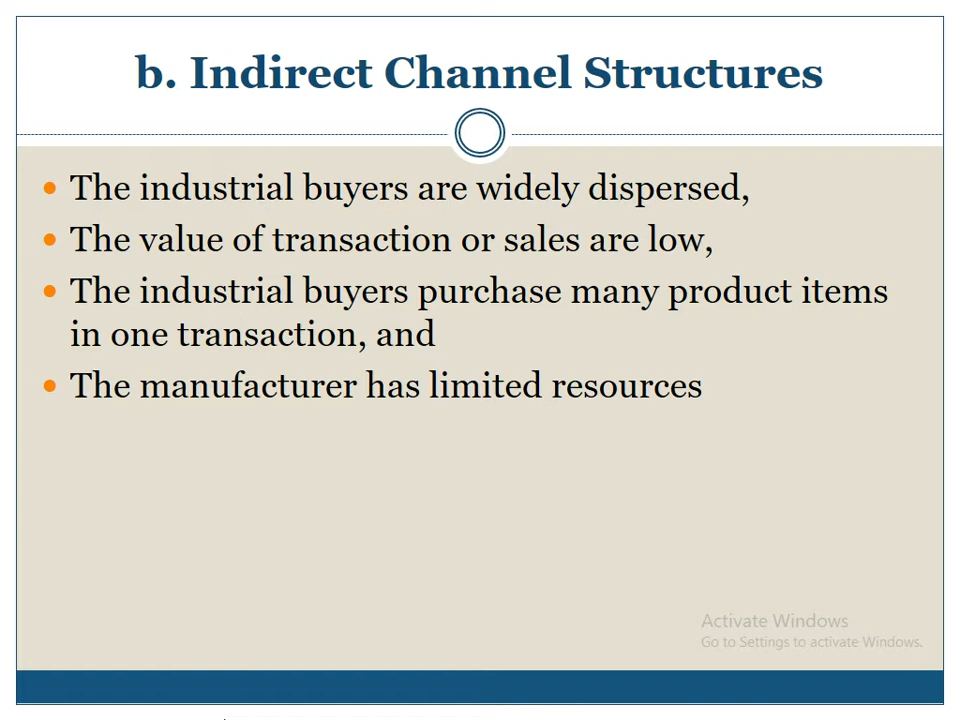 b. Indirect Channel Structures
• The industrial buyers are widely dispersed,
• The value of transaction or sales are low,
• The industrial buyers purchase many product items
in one transaction, and
• The manufacturer has limited resources
Activate Windows
Go to Settings to activate Windows.